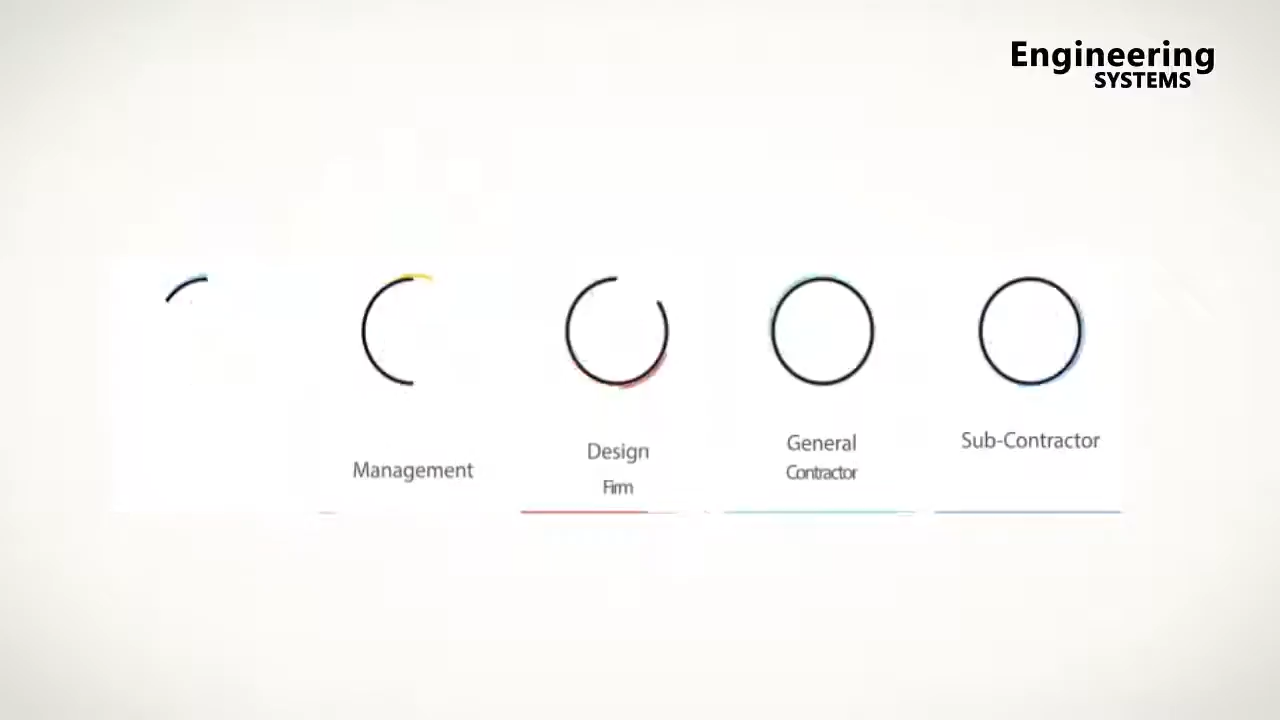 Engineering
SYSTEMS
Management
Design
Firm
General
Contractor
Sub-Contractor